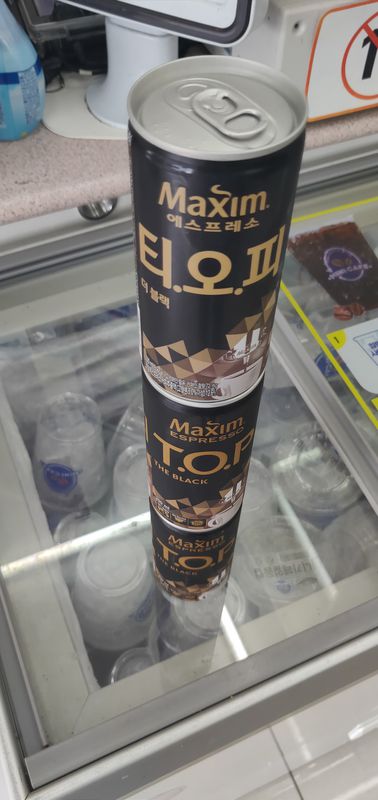 Maxim
에스프레소
티.오.피
더 블랙
Maxim
ESPRESSO
T.O.P
THE BLACK
Maxim
ESPRESSO
T.O.P
THE BLACK